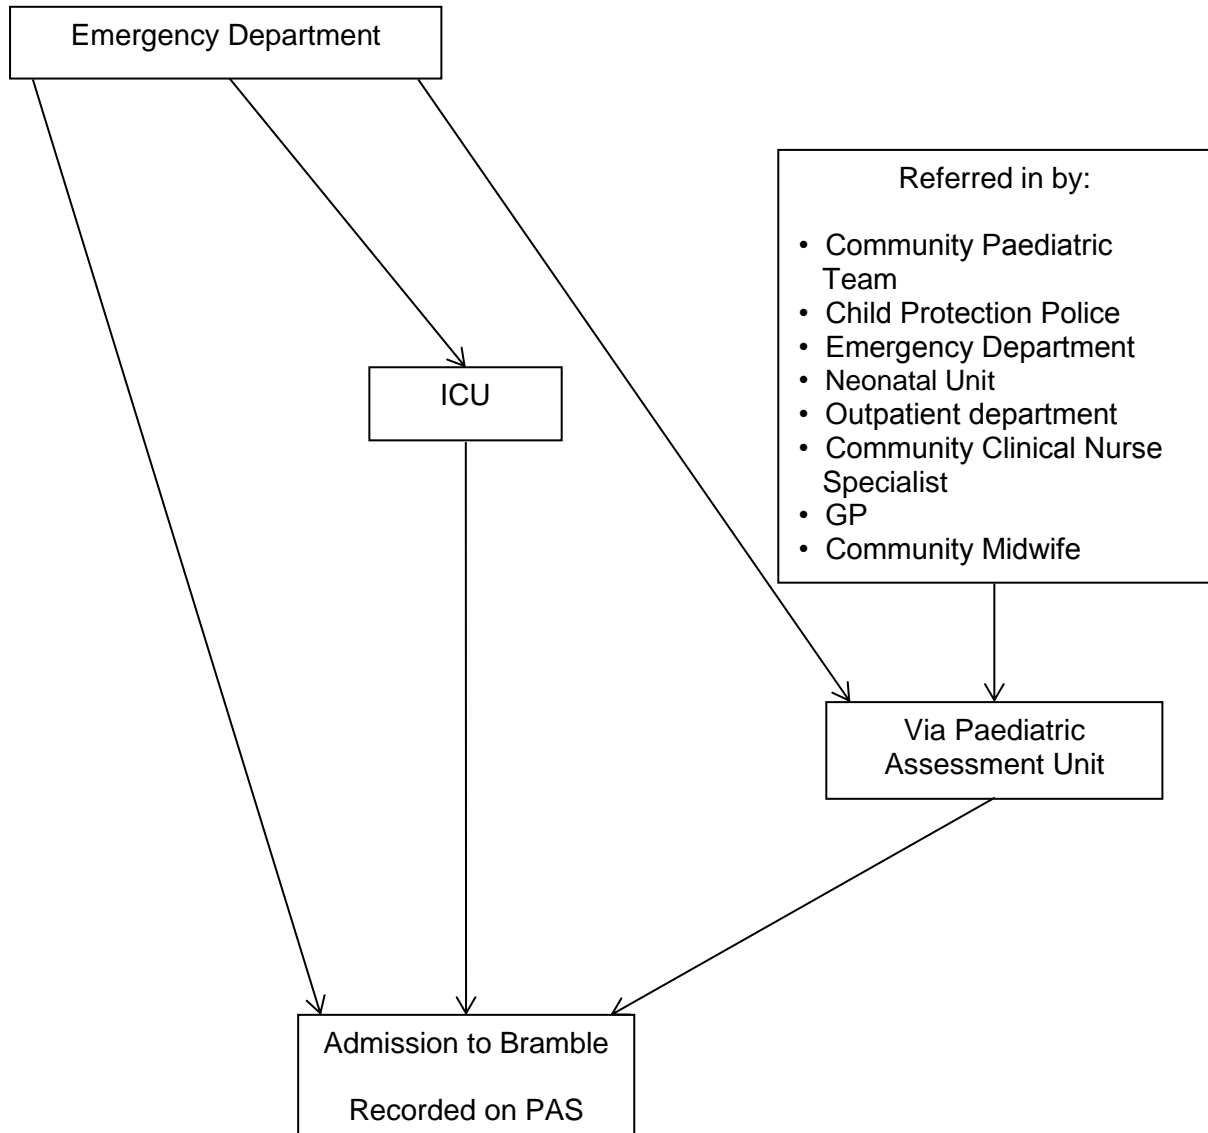 Emergency Department
Referred in by:
• Community Paediatric
Team
• Child Protection Police
• Emergency Department
• Neonatal Unit
• Outpatient department
• Community Clinical Nurse
Specialist
• GP
• Community Midwife
ICU
Via Paediatric
Assessment Unit
Admission to Bramble
Recorded on PAS